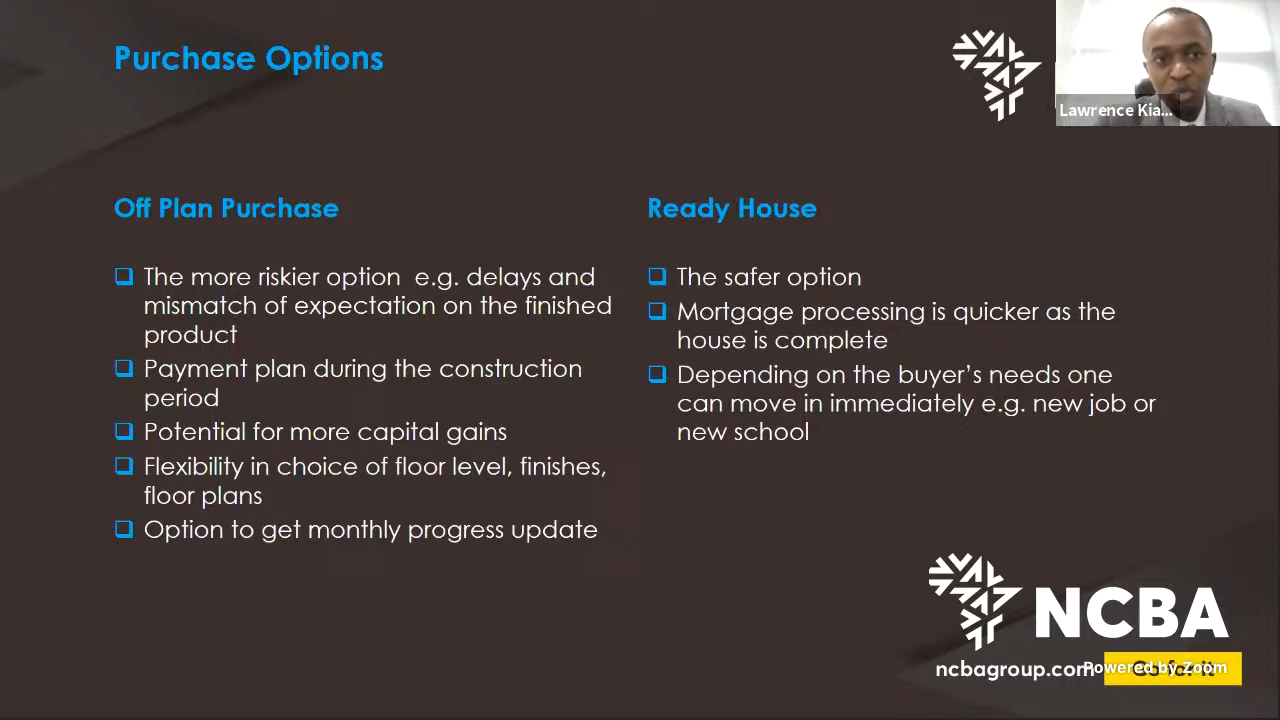 Purchase Options
Lawrence Kia...
Off Plan Purchase
The more riskier option e.g. delays and
mismatch of expectation on the finished
product
Payment plan during the construction
period
Potential for more capital gains
Flexibility in choice of floor level, finishes,
floor plans
Option to get monthly progress update
Ready House
The safer option
Mortgage processing is quicker as the
house is complete
Depending on the buyer’s needs one
can move in immediately e.g. new job or
new school
NCBA
ncbagroup.com
Go for it
Powered by Zoom